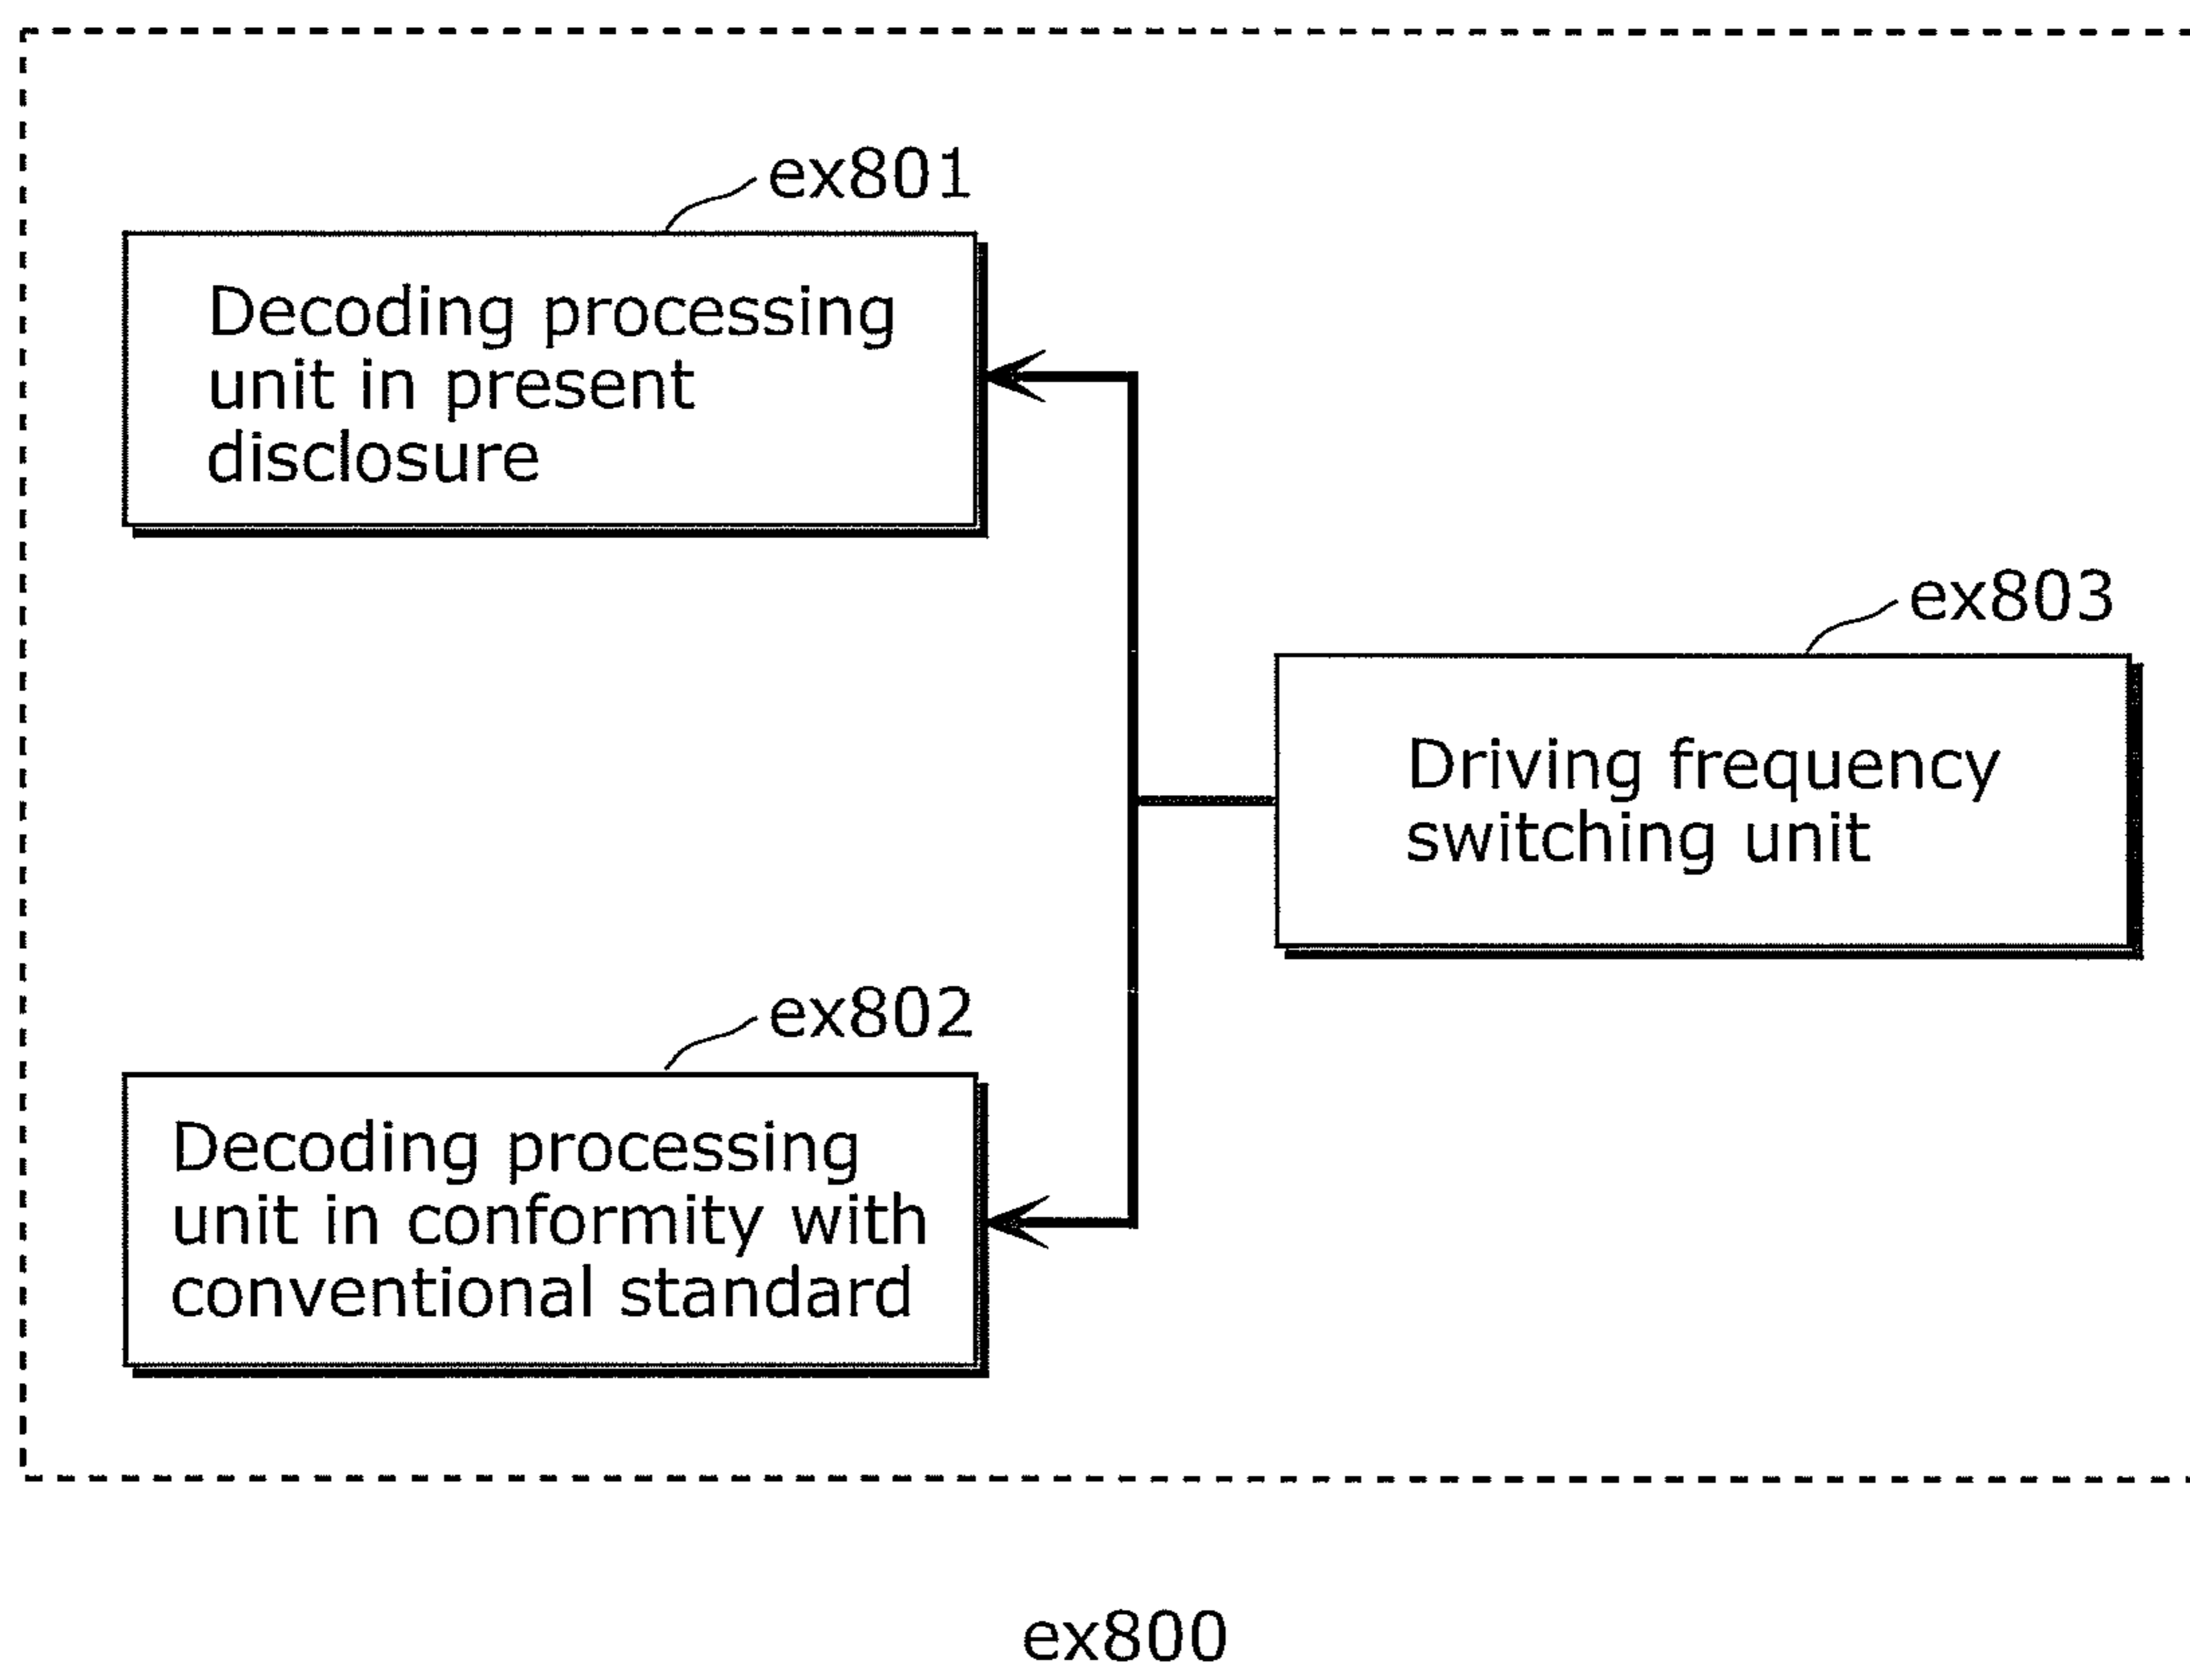 ex801
Decoding processing
unit in present
disclosure
ex803
Driving frequency
switching unit
ex802
Decoding processing
unit in conformity with
conventional standard
ex800